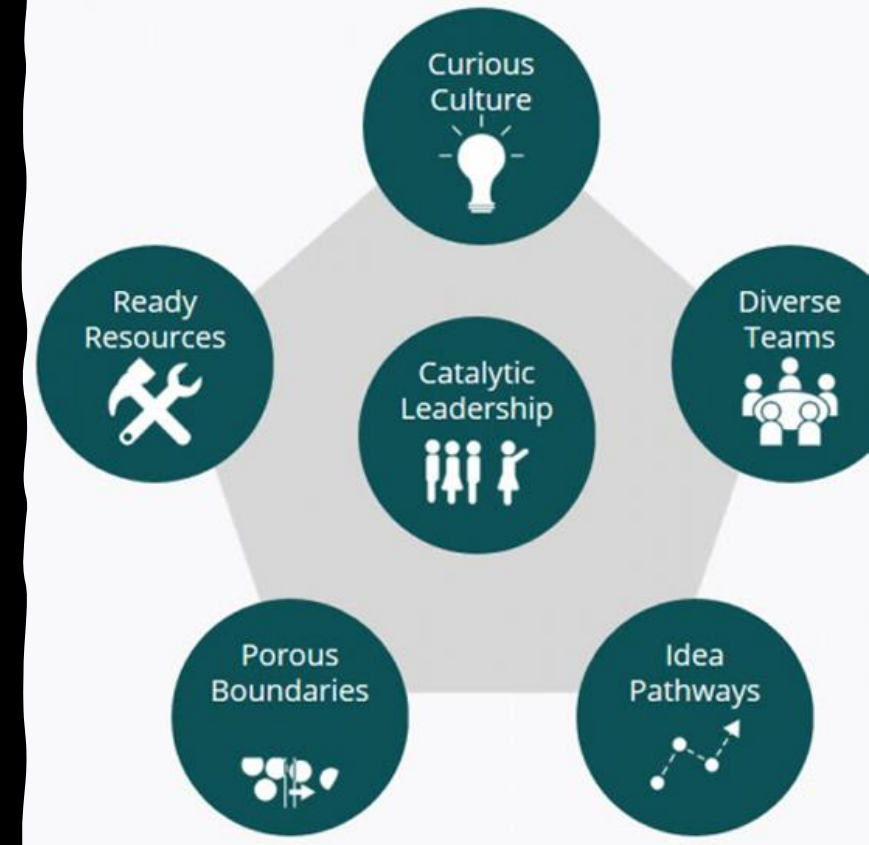 Curious
Culture
Ready
Resources
Diverse
Teams
Catalytic
Leadership
Porous
Boundaries
Idea
Pathways